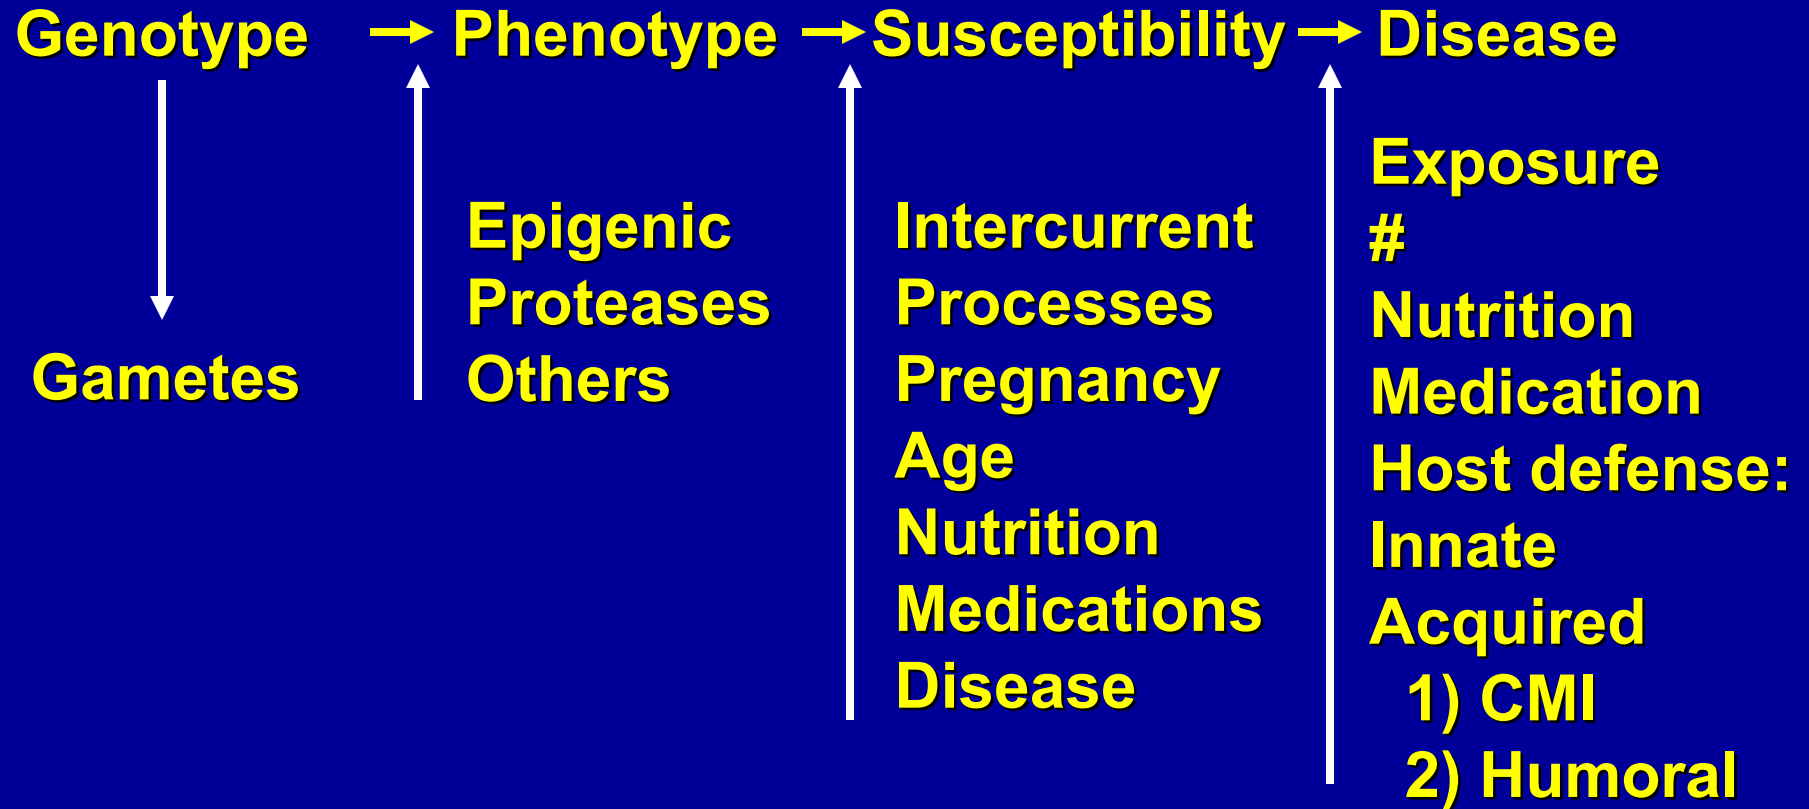 Genotype → Phenotype → Susceptibility → Disease
Gametes
Epigenic
Proteases
Others
Intercurrent
Processes
Pregnancy
Age
Nutrition
Medications
Disease
Exposure
#
Nutrition
Medication
Host defense:
Innate
Acquired
1) CMI
2) Humoral